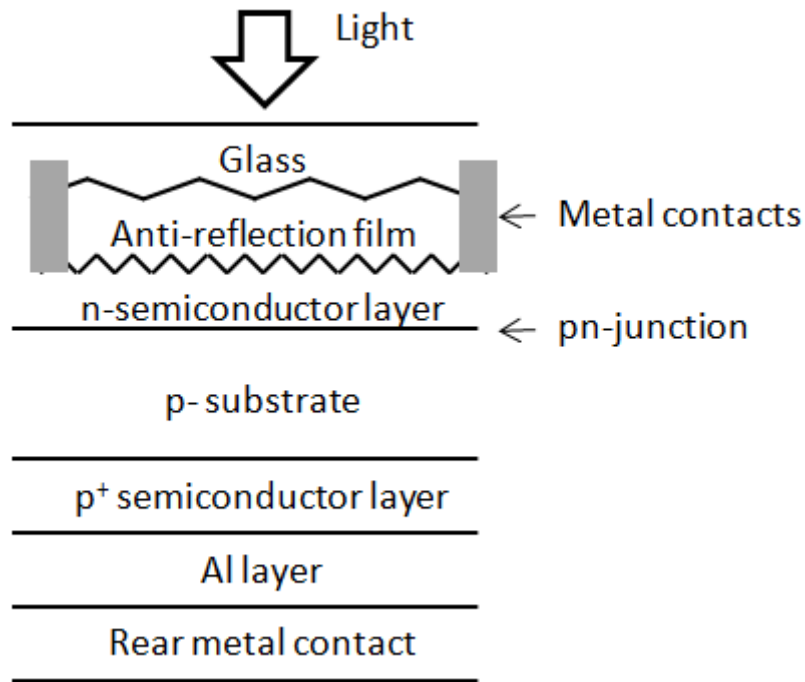 Light
Glass
Metal contacts
Anti-reflection film
n-semiconductor layer
pn-junction
p- substrate
p⁺ semiconductor layer
Al layer
Rear metal contact